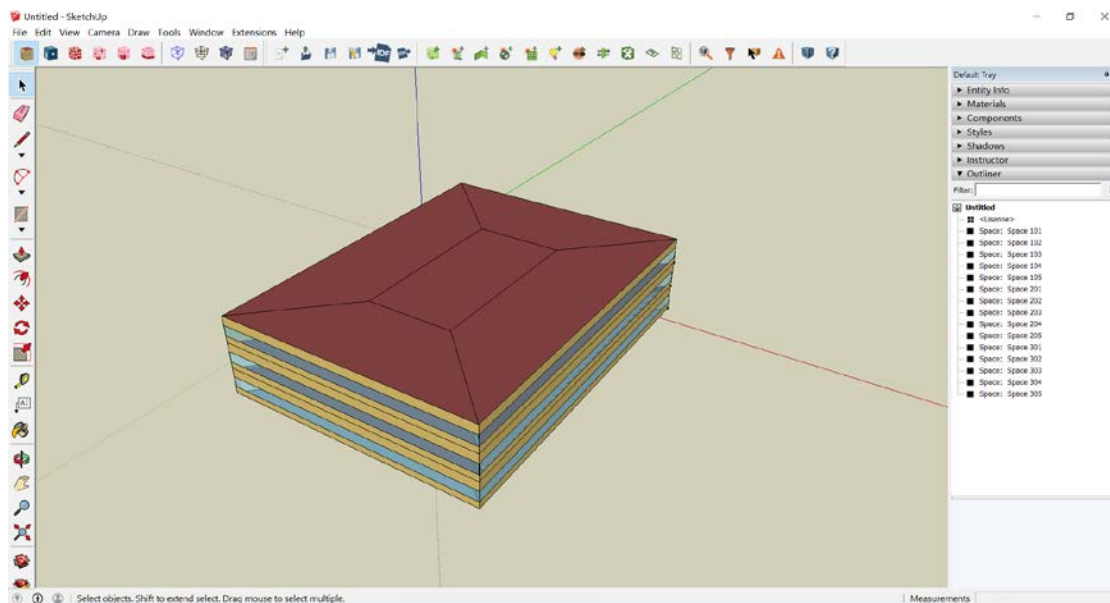 Untitled - SketchUp
File Edit View Camera Draw Tools Window Extensions Help
IDF
Default Tray
Entity Info
Materials
Components
Styles
Shadows
Instructor
Outliner
Filter:
Untitled
Space: Space 101
Space: Space 102
Space: Space 103
Space: Space 104
Space: Space 105
Space: Space 201
Space: Space 202
Space: Space 203
Space: Space 204
Space: Space 205
Space: Space 301
Space: Space 302
Space: Space 303
Space: Space 304
Space: Space 305
Select objects. Shift to extend select. Drag mouse to select multiple.
Measurements